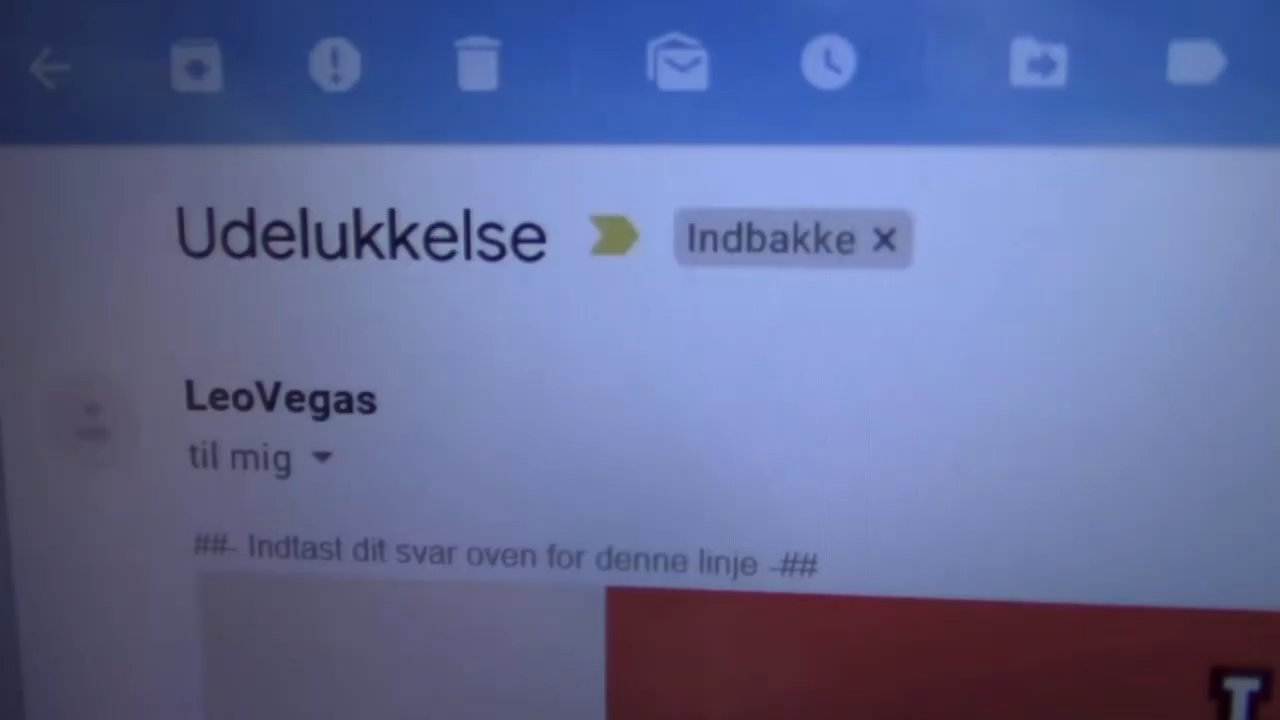 Udelukkelse Indbakke ×
LeoVegas
til mig
##- Indtast dit svar oven for denne linje -##